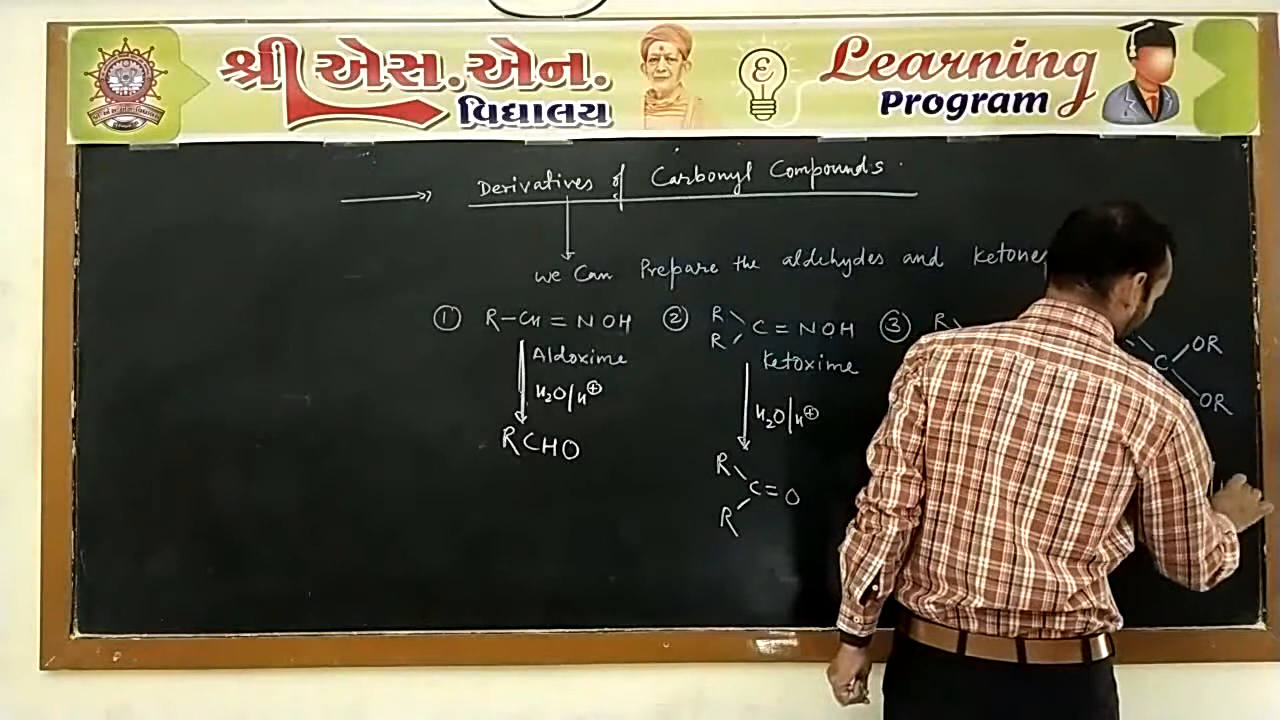 શ્રી એસ.એન. વિદ્યાલય
Learning
Program
Derivatives of Carbonyl Compounds.
We Can Prepare the aldehydes and Ketones
① R-CH=NOH
Aldoxime
H₂O/H⊕
RCHO
② R R C=NOH
Ketoxime
H₂O/H⊕
R R C=O
③ R
C OR OR